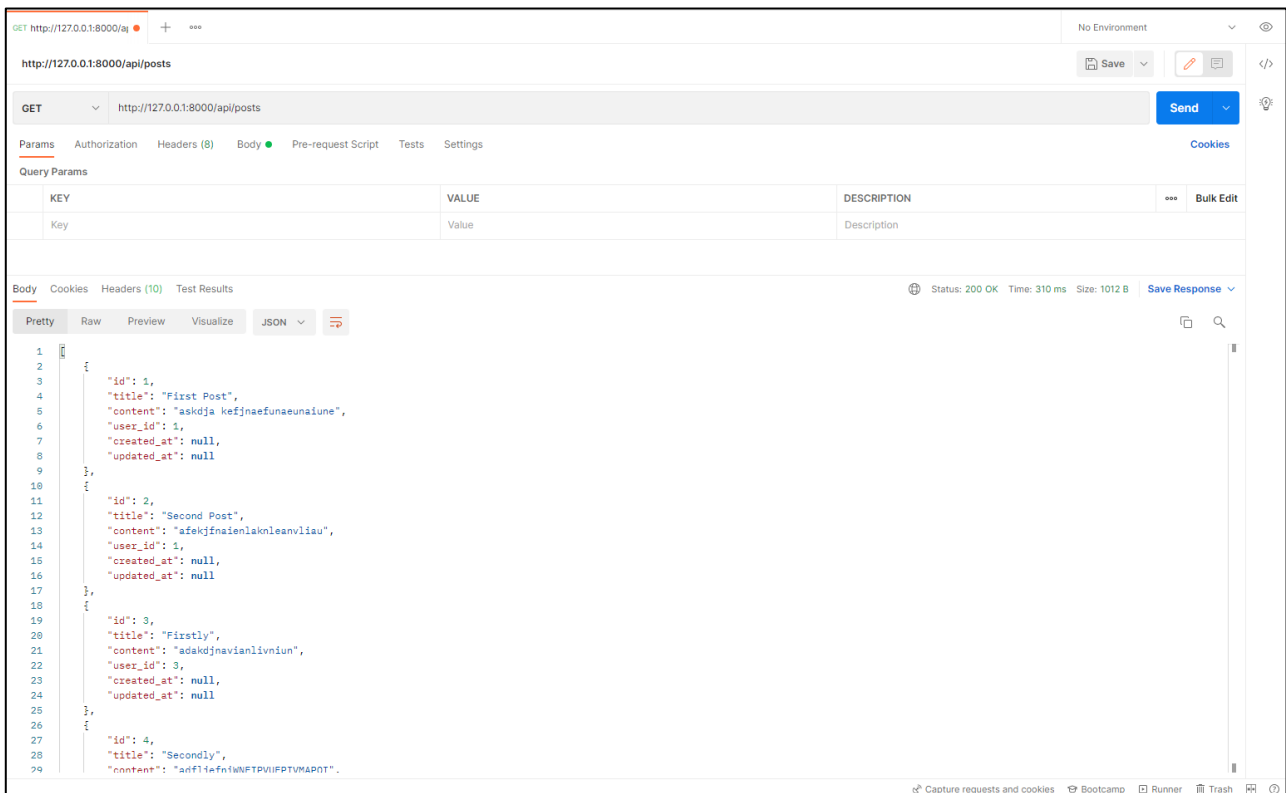 GET http://127.0.0.1:8000/a
No Environment
http://127.0.0.1:8000/api/posts
Save
</>
GET http://127.0.0.1:8000/api/posts
Send
Params Authorization Headers (8) Body Pre-request Script Tests Settings
Cookies
Query Params
KEY VALUE DESCRIPTION Bulk Edit
Key Value Description
Body Cookies Headers (10) Test Results
Status: 200 OK Time: 310 ms Size: 1012 B Save Response
Pretty Raw Preview Visualize JSON
1 [
2 {
3 "id": 1,
4 "title": "First Post",
5 "content": "askdja kefjnaefunaeunaiune",
6 "user_id": 1,
7 "created_at": null,
8 "updated_at": null
9 },
10 {
11 "id": 2,
12 "title": "Second Post",
13 "content": "afekjfnaienlaknleanvliau",
14 "user_id": 1,
15 "created_at": null,
16 "updated_at": null
17 },
18 {
19 "id": 3,
20 "title": "Firstly",
21 "content": "adakdjnavianlivniun",
22 "user_id": 3,
23 "created_at": null,
24 "updated_at": null
25 },
26 {
27 "id": 4,
28 "title": "Secondly",
29 "content":
Capture requests and cookies Bootcamp Runner Trash